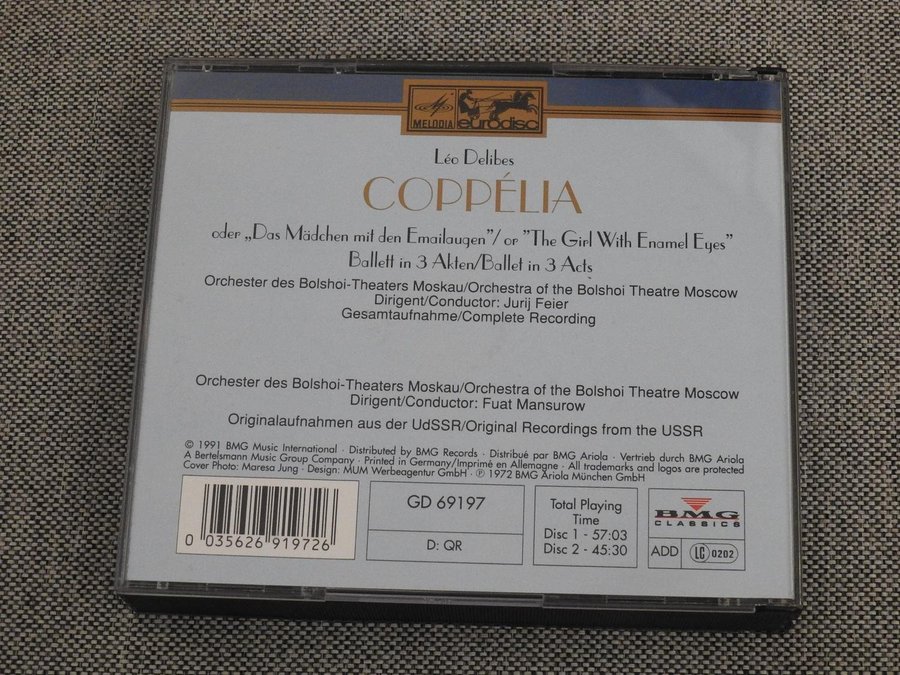 MELODIA eurodisc
Léo Delibes
COPPÉLIA
oder „Das Mädchen mit den Emailaugen”/ or ”The Girl With Enamel Eyes”
Ballett in 3 Akten/Ballet in 3 Acts
Orchester des Bolshoi-Theaters Moskau/Orchestra of the Bolshoi Theatre Moscow
Dirigent/Conductor: Jurij Feier
Gesamtaufnahme/Complete Recording
Orchester des Bolshoi-Theaters Moskau/Orchestra of the Bolshoi Theatre Moscow
Dirigent/Conductor: Fuat Mansurow
Originalaufnahmen aus der UdSSR/Original Recordings from the USSR
© 1991 BMG Music International · Distributed by BMG Records · Distribué par BMG Ariola · Vertrieb durch BMG Ariola
A Bertelsmann Music Group Company · Printed in Germany/Imprimé en Allemagne · All trademarks and logos are protected
Cover Photo: Maresa Jung · Design: MUM Werbeagentur GmbH · ℗ 1972 BMG Ariola München GmbH
0 035626 919726
GD 69197
D: QR
Total Playing
Time
Disc 1 - 57:03
Disc 2 - 45:30
BMG
CLASSICS
ADD
LC 0202